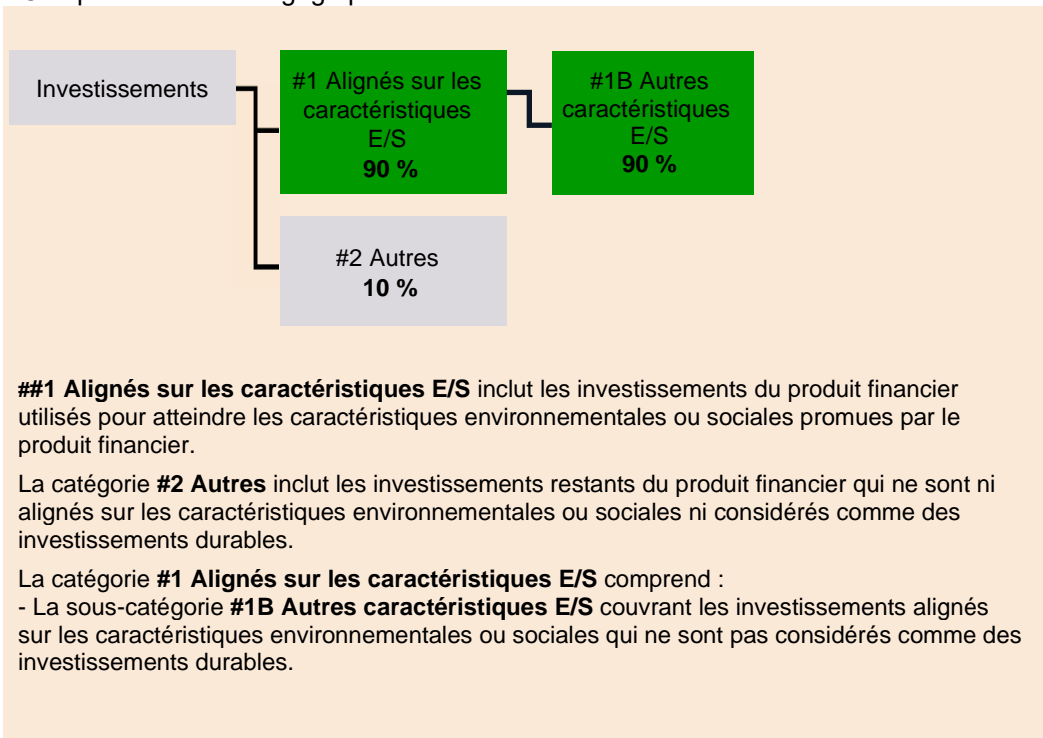 Investissements
#1 Alignés sur les
caractéristiques
E/S
90 %
#1B Autres
caractéristiques
E/S
90 %
#2 Autres
10 %
##1 Alignés sur les caractéristiques E/S inclut les investissements du produit financier
utilisés pour atteindre les caractéristiques environnementales ou sociales promues par le
produit financier.
La catégorie #2 Autres inclut les investissements restants du produit financier qui ne sont ni
alignés sur les caractéristiques environnementales ou sociales ni considérés comme des
investissements durables.
La catégorie #1 Alignés sur les caractéristiques E/S comprend :
- La sous-catégorie #1B Autres caractéristiques E/S couvrant les investissements alignés
sur les caractéristiques environnementales ou sociales qui ne sont pas considérés comme des
investissements durables.